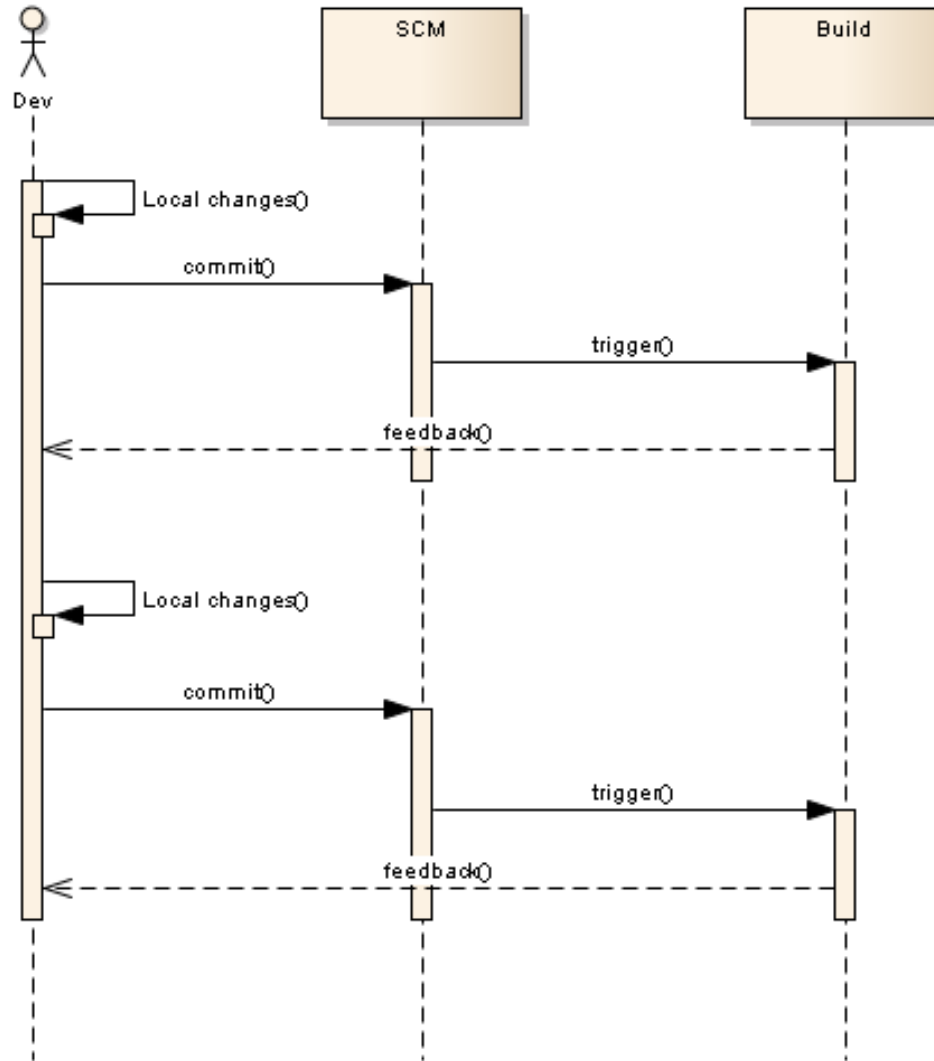 SCM
Build
Dev
Local changes()
commit()
trigger()
feedback()
Local changes()
commit()
trigger()
feedback()